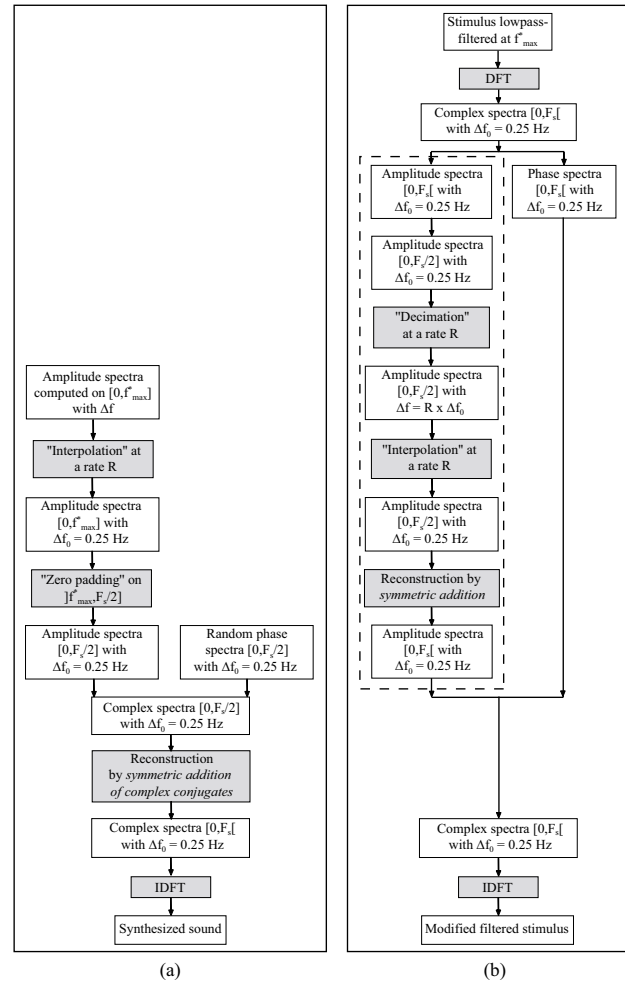 Amplitude spectra
computed on [0,f*max]
with Δf
"Interpolation" at
a rate R
Amplitude spectra
[0,f*max] with
Δf0 = 0.25 Hz
"Zero padding" on
]f*max,Fs/2]
Amplitude spectra
[0,Fs/2] with
Δf0 = 0.25 Hz
Random phase
spectra [0,Fs/2]
with Δf0 = 0.25 Hz
Complex spectra [0,Fs/2]
with Δf0 = 0.25 Hz
Reconstruction
by symmetric addition
of complex conjugates
Complex spectra [0,Fs[
with Δf0 = 0.25 Hz
IDFT
Synthesized sound
(a)
Stimulus lowpass-
filtered at f*max
DFT
Complex spectra [0,Fs[
with Δf0 = 0.25 Hz
Amplitude spectra
[0,Fs[ with
Δf0 = 0.25 Hz
Phase spectra
[0,Fs[ with
Δf0 = 0.25 Hz
Amplitude spectra
[0,Fs/2] with
Δf0 = 0.25 Hz
"Decimation"
at a rate R
Amplitude spectra
[0,Fs/2] with
Δf = R x Δf0
"Interpolation" at
a rate R
Amplitude spectra
[0,Fs/2] with
Δf0 = 0.25 Hz
Reconstruction by
symmetric addition
Amplitude spectra
[0,Fs[ with
Δf0 = 0.25 Hz
Complex spectra [0,Fs[
with Δf0 = 0.25 Hz
IDFT
Modified filtered stimulus
(b)